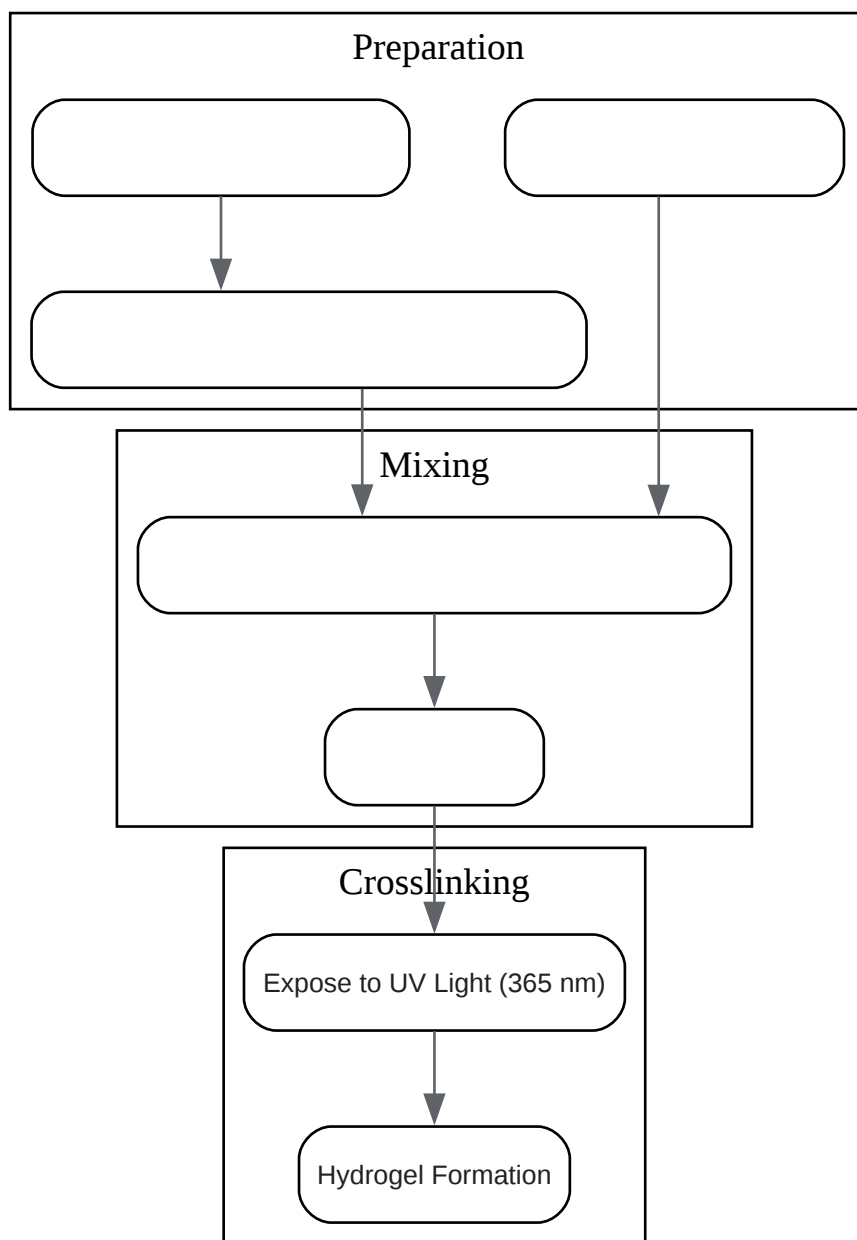 Preparation
Mixing
Crosslinking
Expose to UV Light (365 nm)
Hydrogel Formation